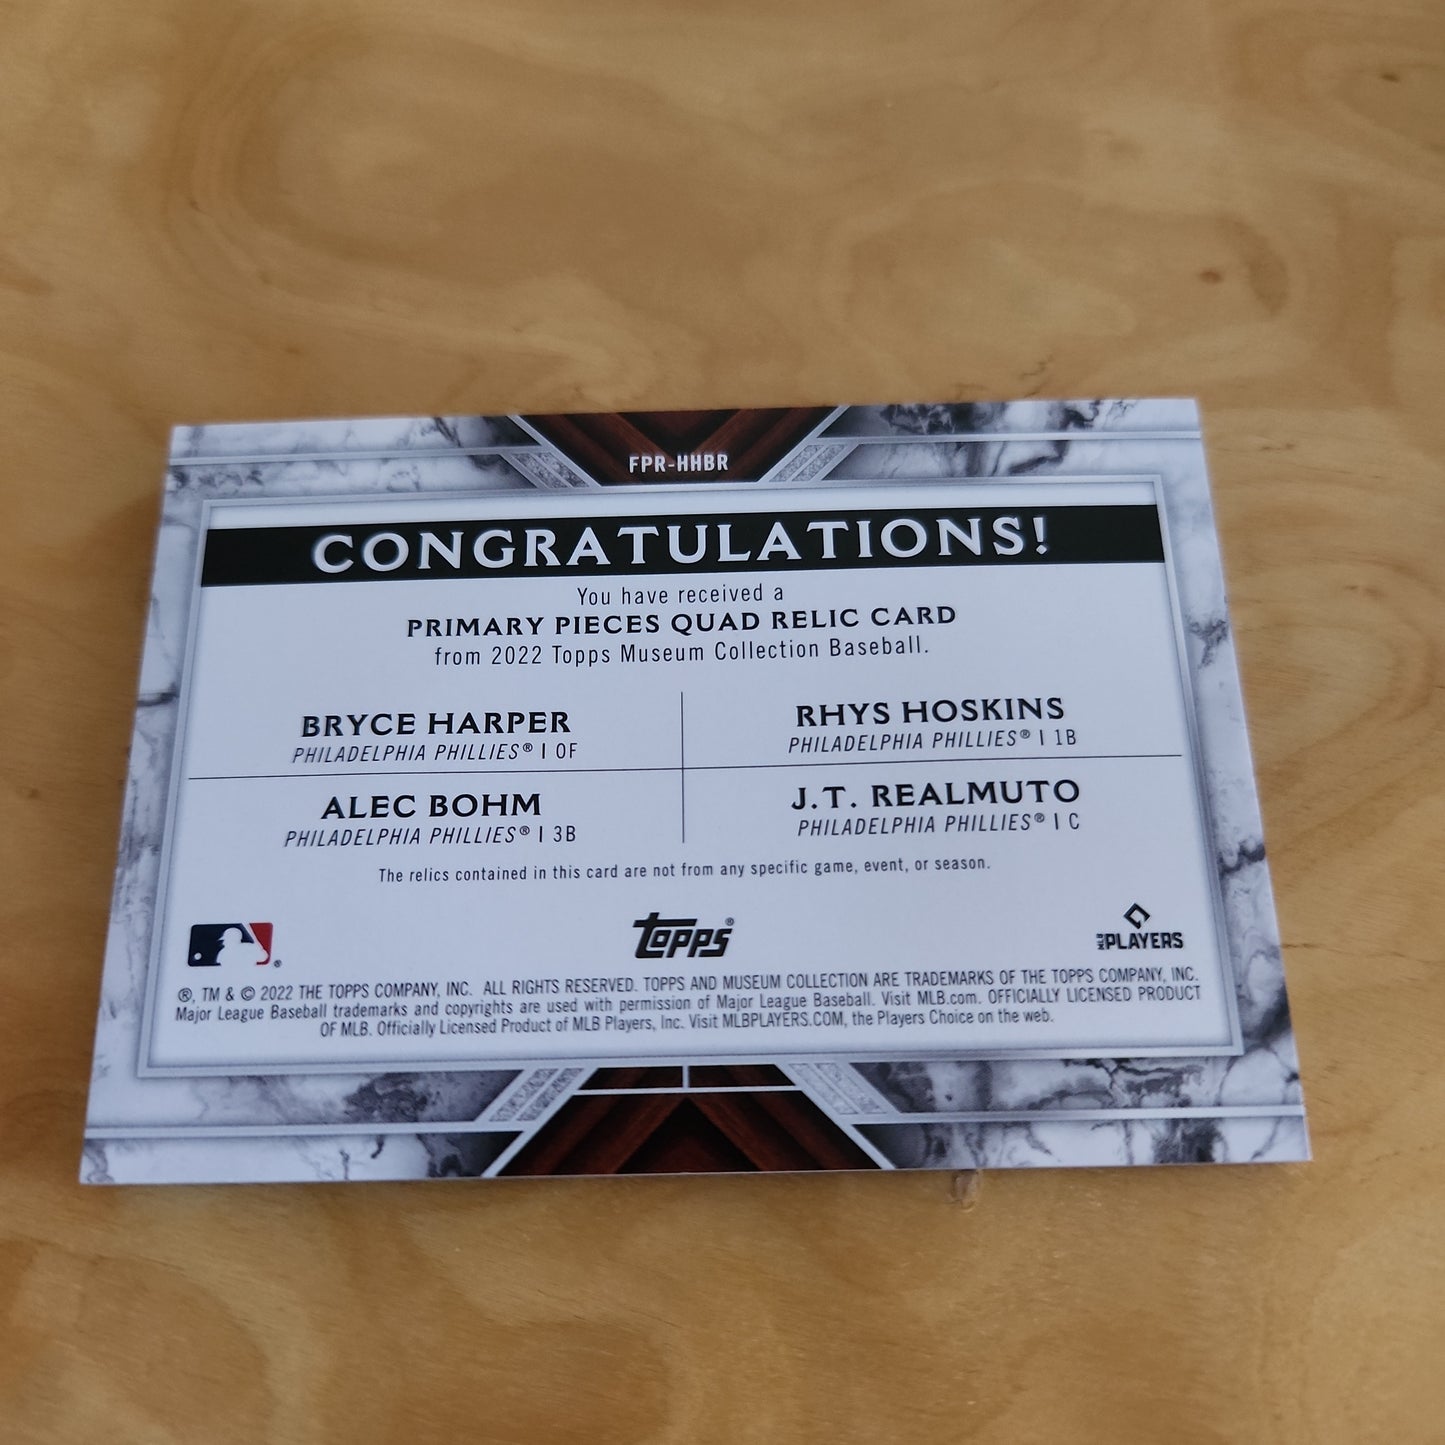 FPR-HHBR
CONGRATULATIONS!
You have received a
PRIMARY PIECES QUAD RELIC CARD
from 2022 Topps Museum Collection Baseball.
BRYCE HARPER
PHILADELPHIA PHILLIES® | OF
RHYS HOSKINS
PHILADELPHIA PHILLIES® | 1B
ALEC BOHM
PHILADELPHIA PHILLIES® | 3B
J.T. REALMUTO
PHILADELPHIA PHILLIES® | C
The relics contained in this card are not from any specific game, event, or season.
®
topps®
MLB PLAYERS
®, TM & © 2022 THE TOPPS COMPANY, INC. ALL RIGHTS RESERVED. TOPPS AND MUSEUM COLLECTION ARE TRADEMARKS OF THE TOPPS COMPANY, INC.
Major League Baseball trademarks and copyrights are used with permission of Major League Baseball. Visit MLB.com. OFFICIALLY LICENSED PRODUCT
OF MLB. Officially Licensed Product of MLB Players, Inc. Visit MLBPLAYERS.COM, the Players Choice on the web.